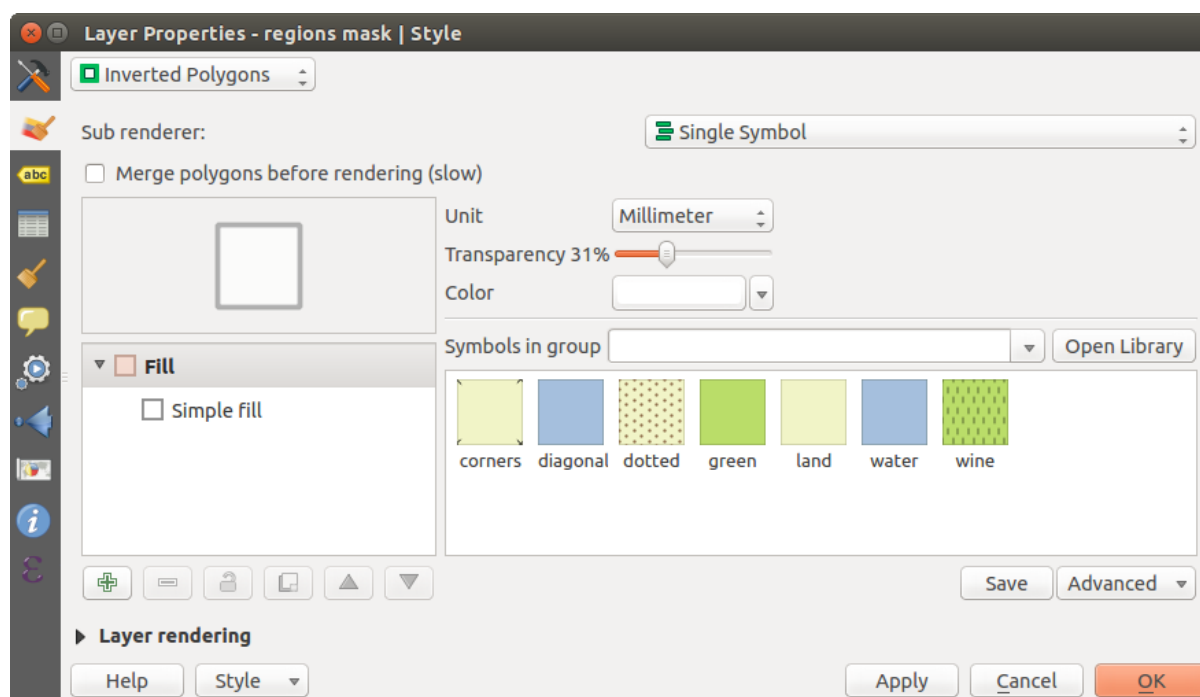 Layer Properties - regions mask | Style
Inverted Polygons
Sub renderer:
Single Symbol
abc
Merge polygons before rendering (slow)
Unit
Millimeter
Transparency 31%
Color
Symbols in group
Open Library
Fill
Simple fill
corners diagonal dotted green land water wine
Save
Advanced
Layer rendering
Help
Style
Apply
Cancel
OK